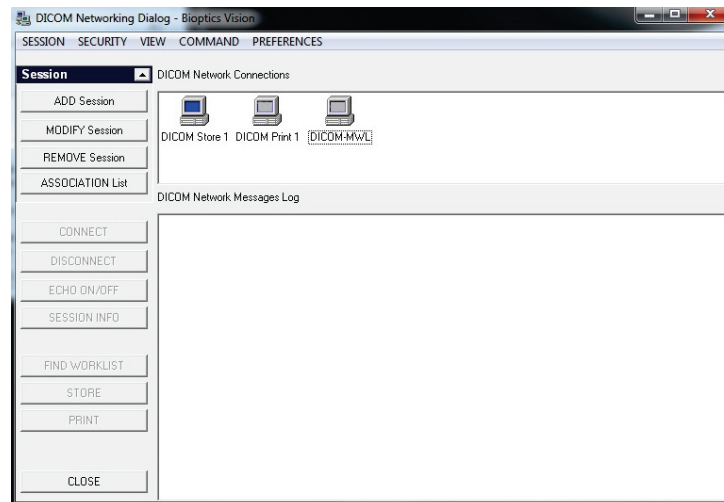 DICOM Networking Dialog - Bioptics Vision
SESSION SECURITY VIEW COMMAND PREFERENCES
Session
ADD Session
MODIFY Session
REMOVE Session
ASSOCIATION List
CONNECT
DISCONNECT
ECHO ON/OFF
SESSION INFO
FIND WORKLIST
STORE
PRINT
CLOSE
DICOM Network Connections
DICOM Store 1 DICOM Print 1 DICOM-MWL
DICOM Network Messages Log